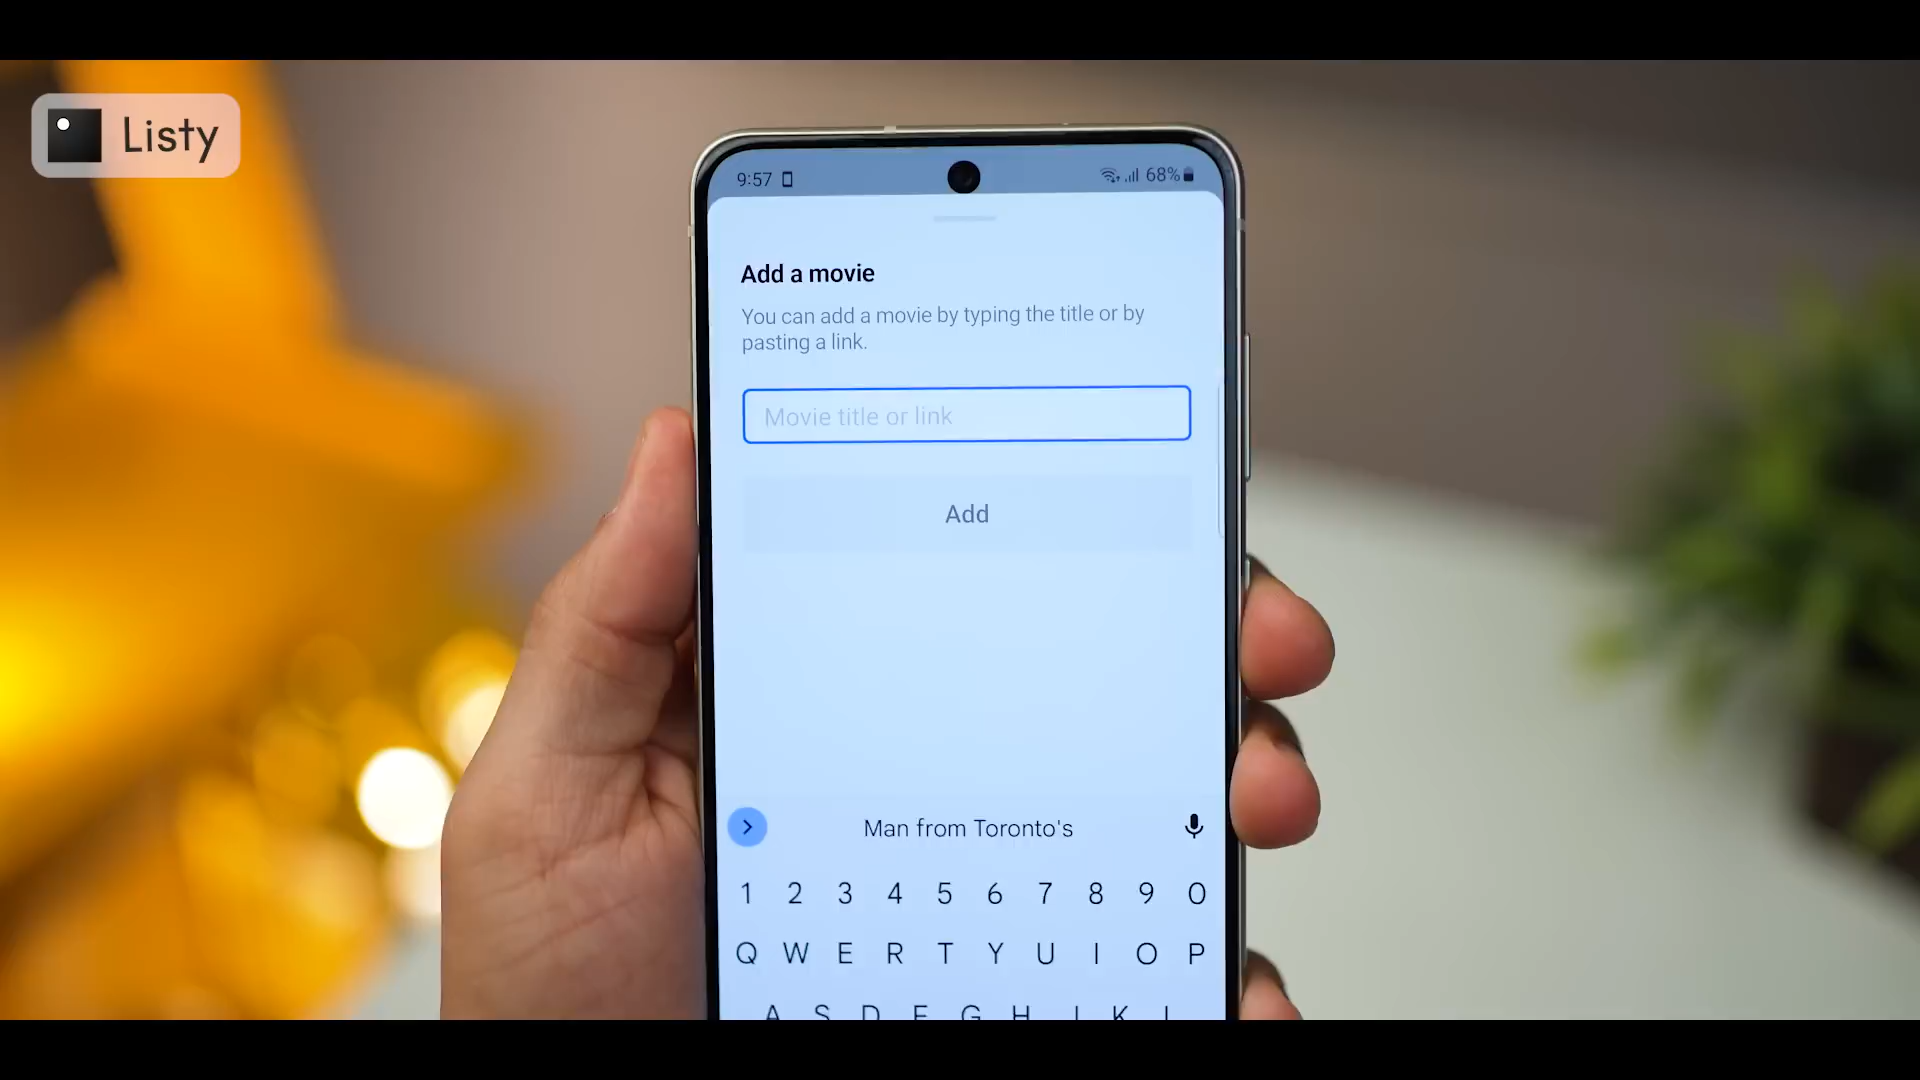 Listy
9:57 68%
Add a movie
You can add a movie by typing the title or by
pasting a link.
Movie title or link
Add
Man from Toronto's
1 2 3 4 5 6 7 8 9 0
Q W E R T Y U I O P
A S D F G H J K L